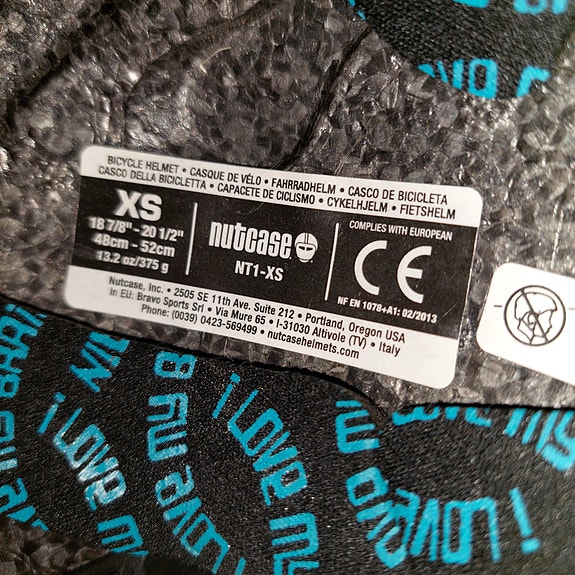 BICYCLE HELMET • CASQUE DE VÉLO • FAHRRADHELM • CASCO DE BICICLETA
CASCO DELLA BICICLETTA • CAPACETE DE CICLISMO • CYKELHJELM • FIETSHELM
XS
18 7/8" - 20 1/2"
48cm - 52cm
13.2 oz/375 g
nutcase
NT1-XS
COMPLIES WITH EUROPEAN
CE
NF EN 1078+A1: 02/2013
Nutcase, Inc. • 2505 SE 11th Ave. Suite 212 • Portland, Oregon USA
in EU: Bravo Sports Srl • Via Mure 65 • I-31030 Altivole (TV) • Italy
Phone: (0039) 0423-569499 • nutcasehelmets.com
i LOVE MY
i LOVE MY B
i LOVE M
i LOVE
LOVE MY